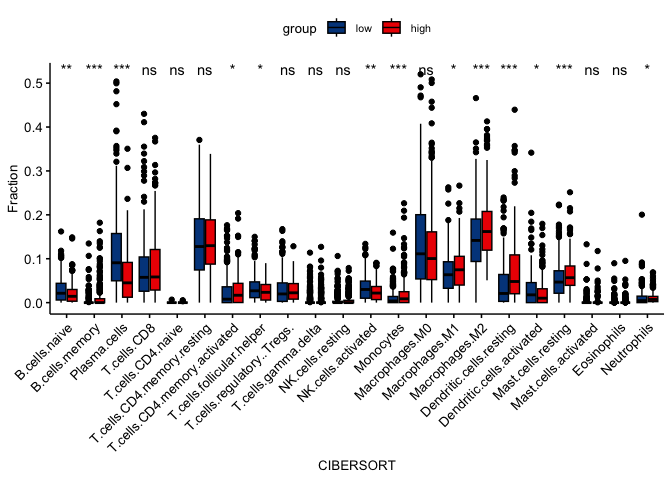 group low high
** *** *** ns ns ns * * ns ns ns ** *** ns * *** *** * *** ns ns *
0.5
0.4
0.3
0.2
0.1
0.0
Fraction
B.cells.naive
B.cells.memory
Plasma.cells
T.cells.CD8
T.cells.CD4.naive
T.cells.CD4.memory.resting
T.cells.CD4.memory.activated
T.cells.follicular.helper
T.cells.regulatory..Tregs.
T.cells.gamma.delta
NK.cells.resting
NK.cells.activated
Monocytes
Macrophages.M0
Macrophages.M1
Macrophages.M2
Dendritic.cells.resting
Dendritic.cells.activated
Mast.cells.resting
Mast.cells.activated
Eosinophils
Neutrophils
CIBERSORT